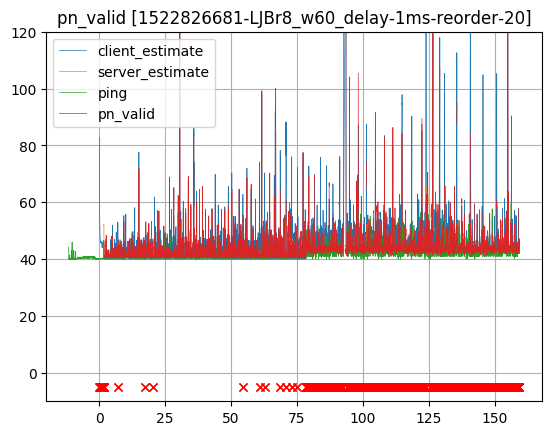 pn_valid [1522826681-LJBr8_w60_delay-1ms-reorder-20]
client_estimate
server_estimate
ping
pn_valid
120
100
80
60
40
20
0
0 25 50 75 100 125 150